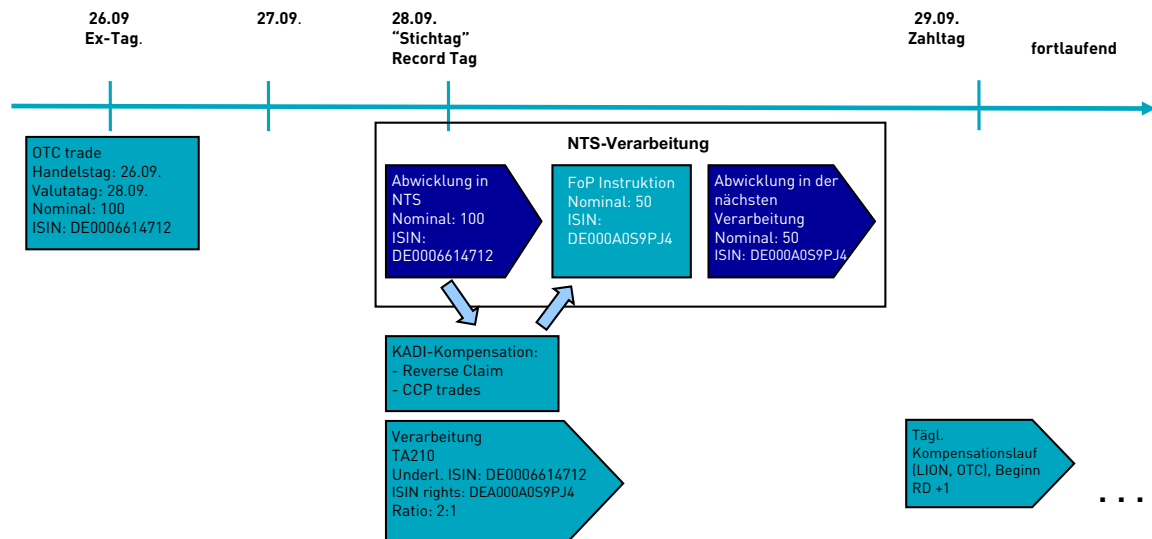 26.09
Ex-Tag.
27.09.
28.09.
“Stichtag”
Record Tag
29.09.
Zahltag
fortlaufend
OTC trade
Handelstag: 26.09.
Valutatag: 28.09.
Nominal: 100
ISIN: DE0006614712
NTS-Verarbeitung
Abwicklung in
NTS
Nominal: 100
ISIN:
DE0006614712
FoP Instruktion
Nominal: 50
ISIN:
DE000A0S9PJ4
Abwicklung in der
nächsten
Verarbeitung
Nominal: 50
ISIN: DE000A0S9PJ4
KADI-Kompensation:
- Reverse Claim
- CCP trades
Verarbeitung
TA210
Underl. ISIN: DE0006614712
ISIN rights: DEA000A0S9PJ4
Ratio: 2:1
Tägl.
Kompensationslauf
(LION, OTC), Beginn
RD +1
. . .